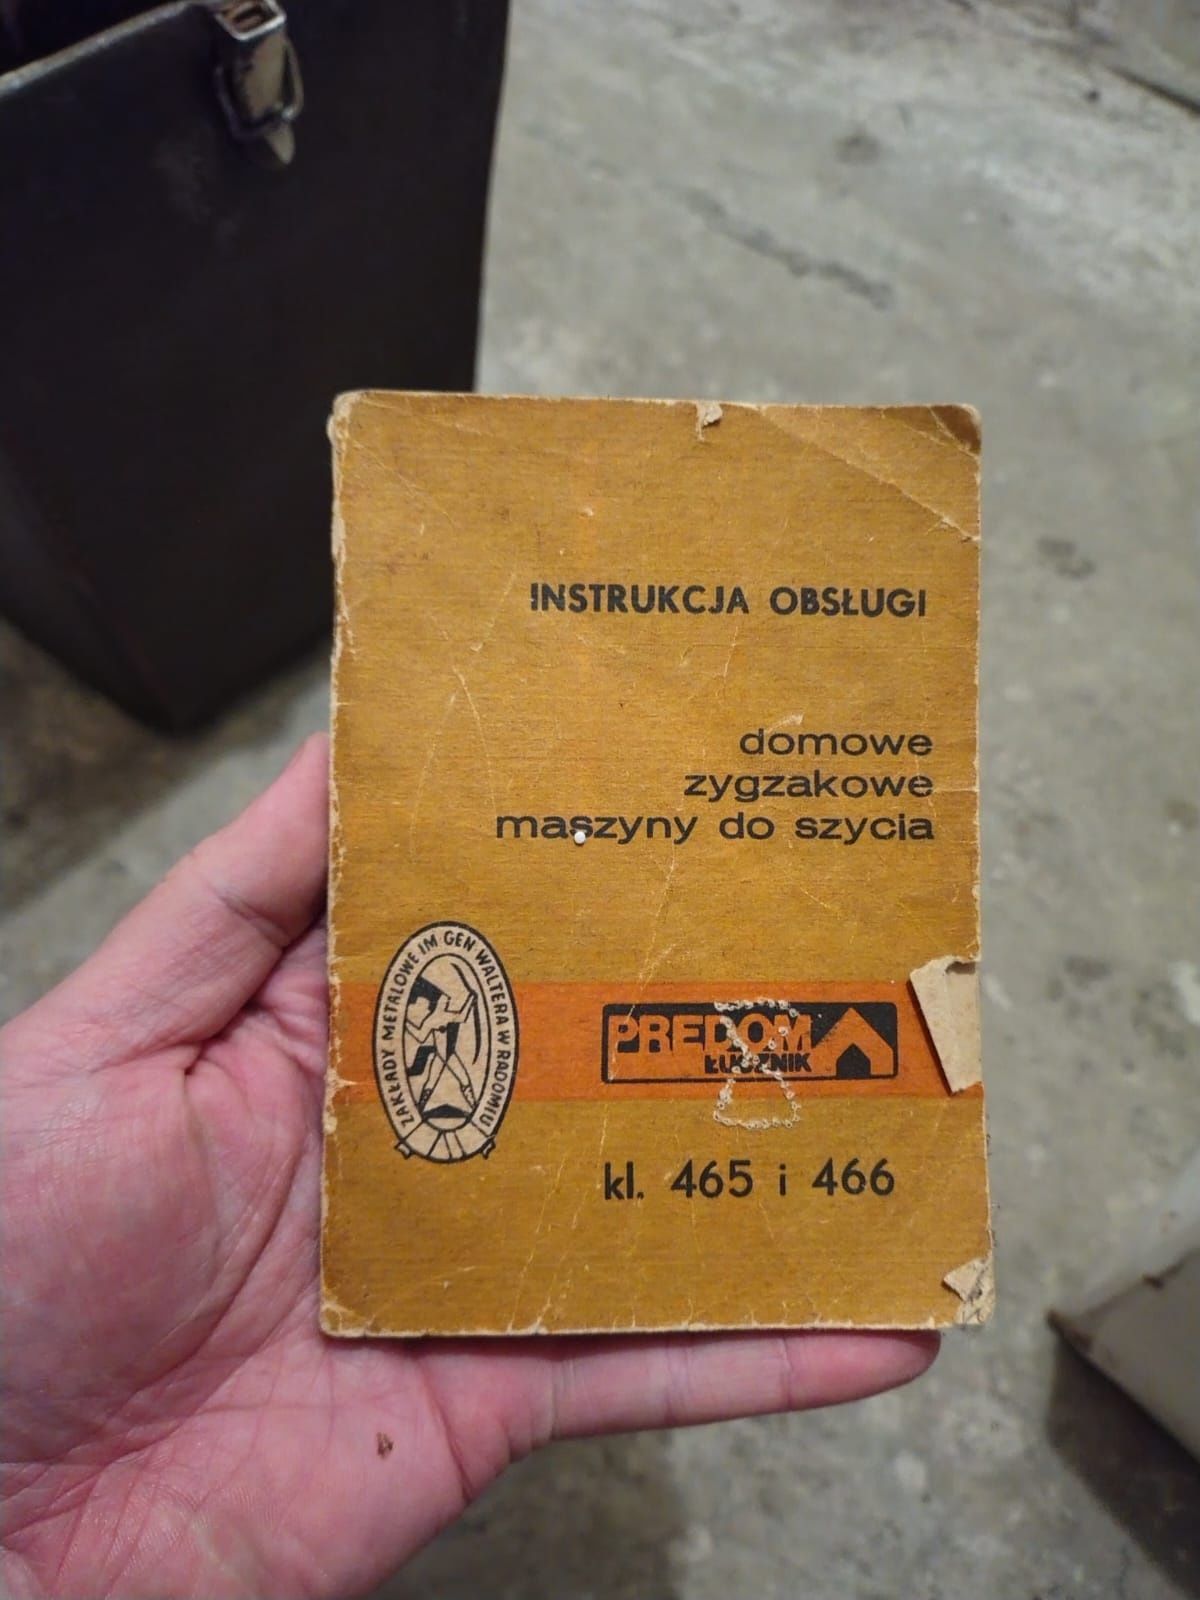 INSTRUKCJA OBSŁUGI
domowe
zygzakowe
maszyny do szycia
ZAKŁADY METALOWE IM GEN WALTERA W RADOMIU
PREDOM
ŁUCZNIK
kl. 465 i 466